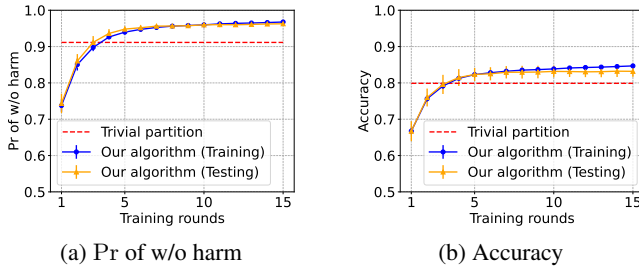 1.0
0.9
0.8
0.7
0.6
0.5
Pr of w/o harm
Trivial partition
Our algorithm (Training)
Our algorithm (Testing)
1 5 10 15
Training rounds
(a) Pr of w/o harm
1.0
0.9
0.8
0.7
0.6
0.5
Accuracy
Trivial partition
Our algorithm (Training)
Our algorithm (Testing)
1 5 10 15
Training rounds
(b) Accuracy